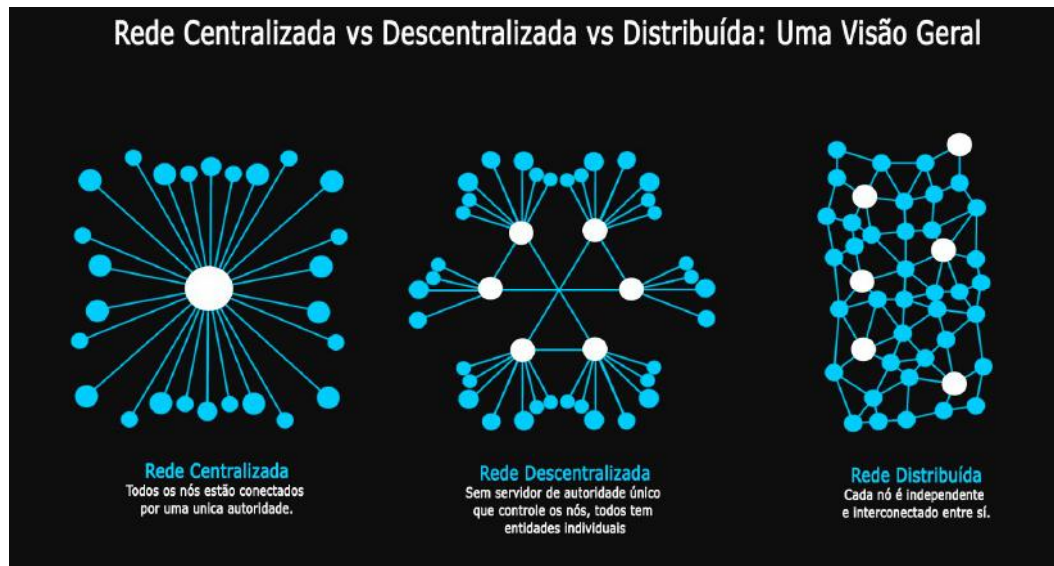 Rede Centralizada vs Descentralizada vs Distribuída: Uma Visão Geral
Rede Centralizada
Todos os nós estão conectados
por uma unica autoridade.
Rede Descentralizada
Sem servidor de autoridade único
que controle os nós, todos tem
entidades individuais
Rede Distribuída
Cada nó é independente
e interconectado entre sí.